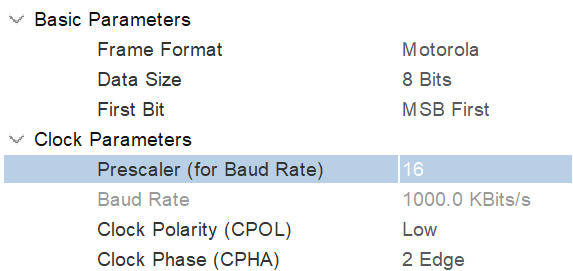 Basic Parameters
Frame Format Motorola
Data Size 8 Bits
First Bit MSB First
Clock Parameters
Prescaler (for Baud Rate) 16
Baud Rate 1000.0 KBits/s
Clock Polarity (CPOL) Low
Clock Phase (CPHA) 2 Edge